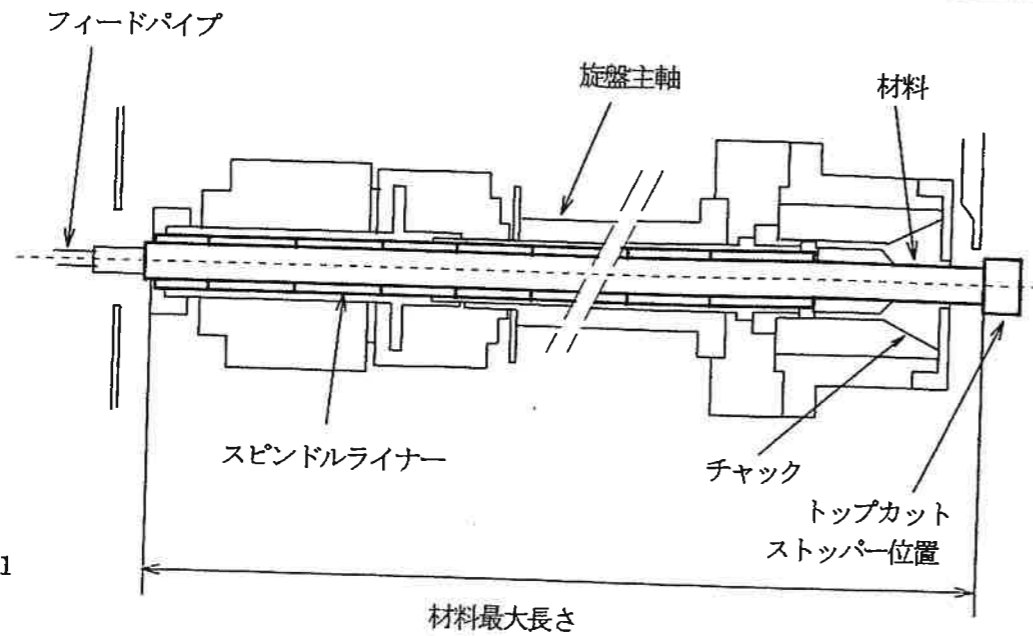 フィードパイプ
旋盤主軸
材料
スピンドルライナー
チャック
トップカット
ストッパー位置
1
材料最大長さ